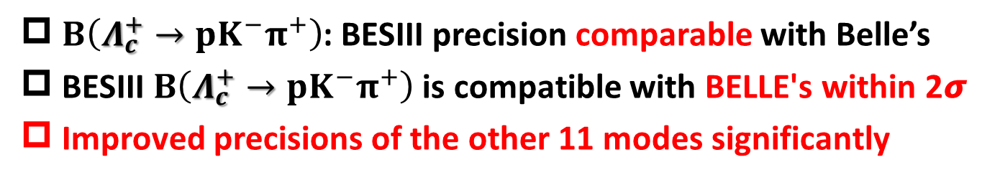 B(Λc+ → pK−π+): BESIII precision comparable with Belle’s
BESIII B(Λc+ → pK−π+) is compatible with BELLE's within 2σ
Improved precisions of the other 11 modes significantly